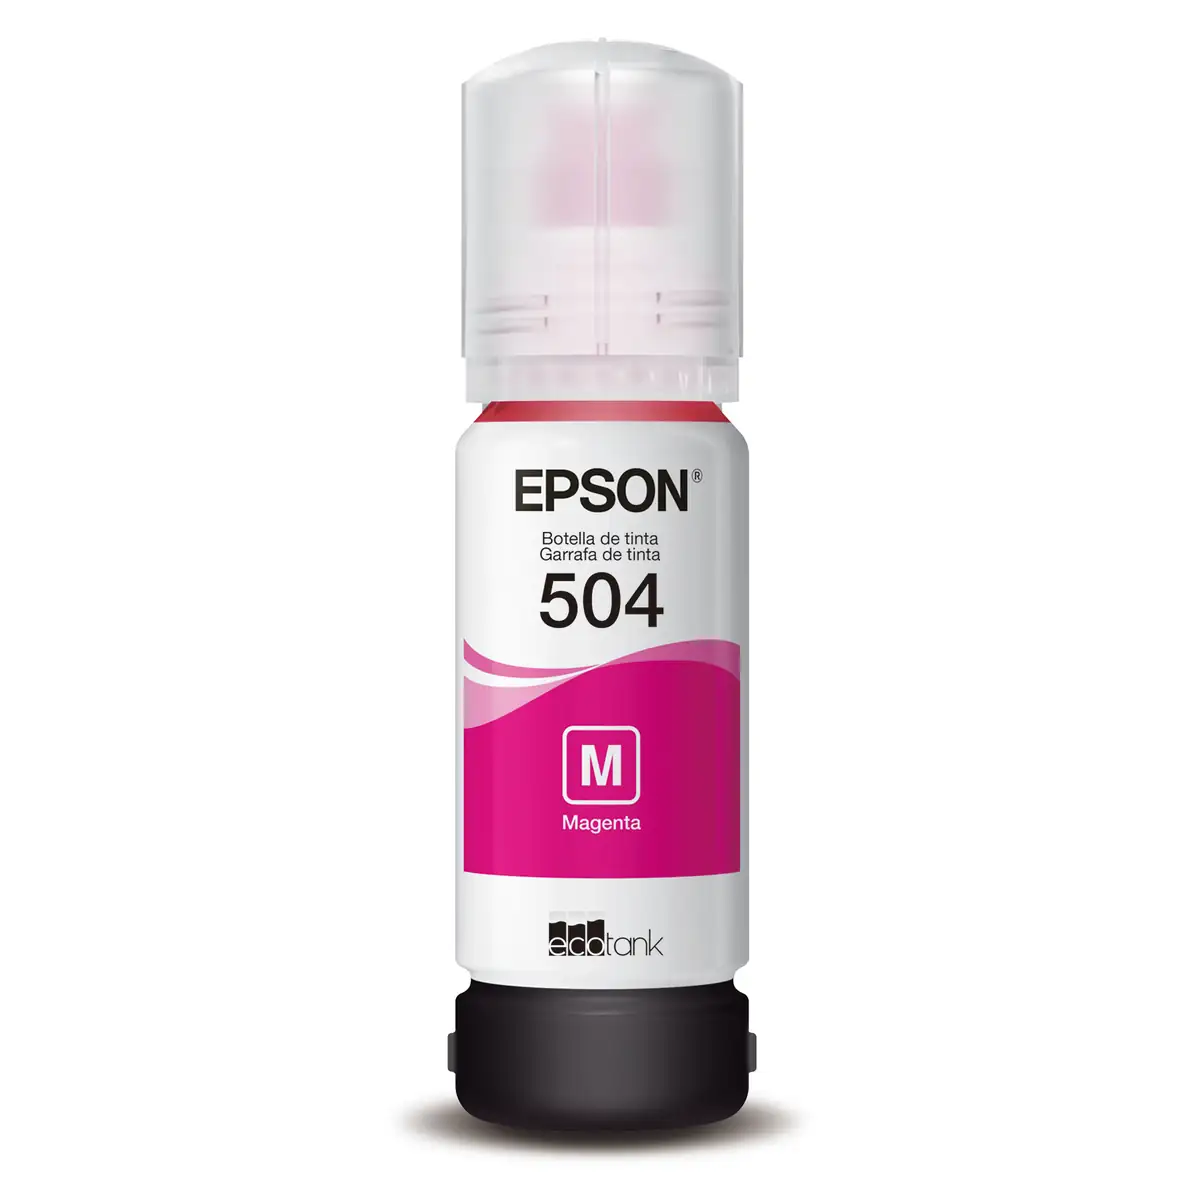 EPSON®
Botella de tinta
Garrafa de tinta
504
M
Magenta
ecotank